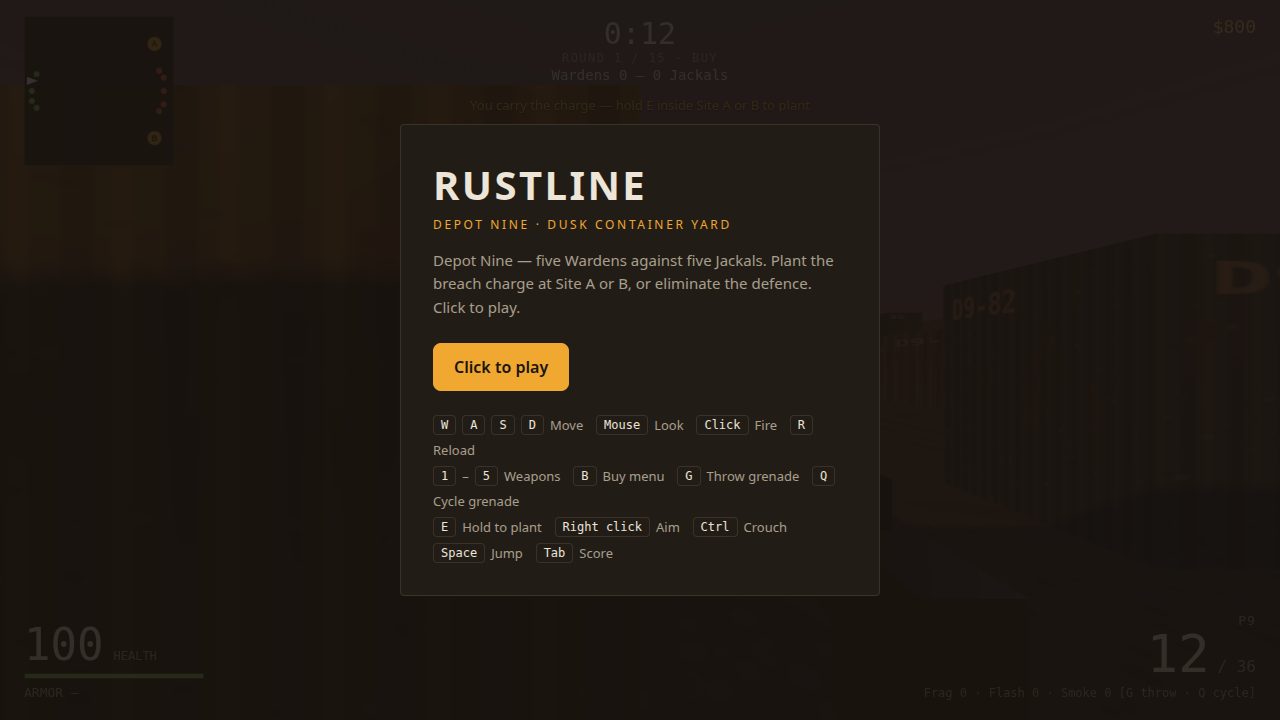 A
B
0:12
ROUND 1 / 15 · BUY
Wardens 0 — 0 Jackals
You carry the charge — hold E inside Site A or B to plant
$800
RUSTLINE
DEPOT NINE · DUSK CONTAINER YARD
Depot Nine — five Wardens against five Jackals. Plant the
breach charge at Site A or B, or eliminate the defence.
Click to play.
Click to play
W A S D Move Mouse Look Click Fire R
Reload
1 – 5 Weapons B Buy menu G Throw grenade Q
Cycle grenade
E Hold to plant Right click Aim Ctrl Crouch
Space Jump Tab Score
D9-82
D
D9-
100 HEALTH
ARMOR —
P9
12 / 36
Frag 0 · Flash 0 · Smoke 0 [G throw · Q cycle]